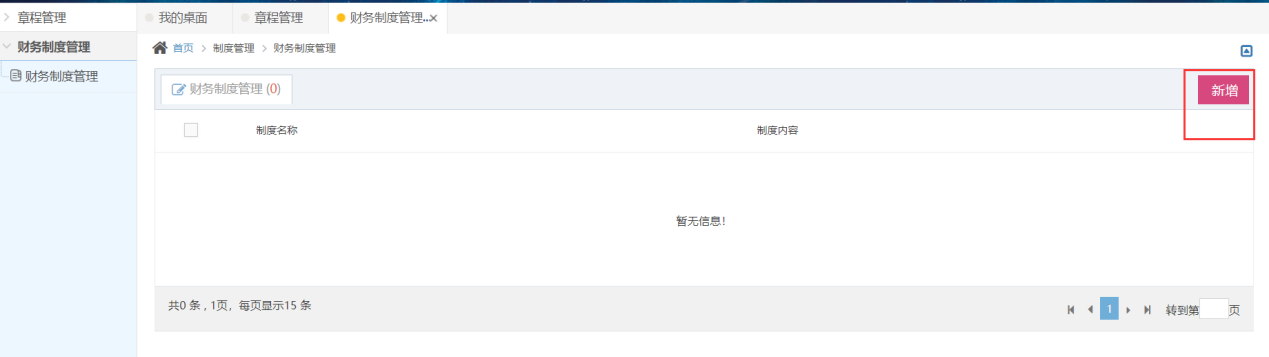 章程管理
财务制度管理
财务制度管理
我的桌面
章程管理
财务制度管理...
首页 > 制度管理 > 财务制度管理
财务制度管理 (0)
新增
制度名称
制度内容
暂无信息!
共0 条 , 1页, 每页显示15 条
1
转到第 页